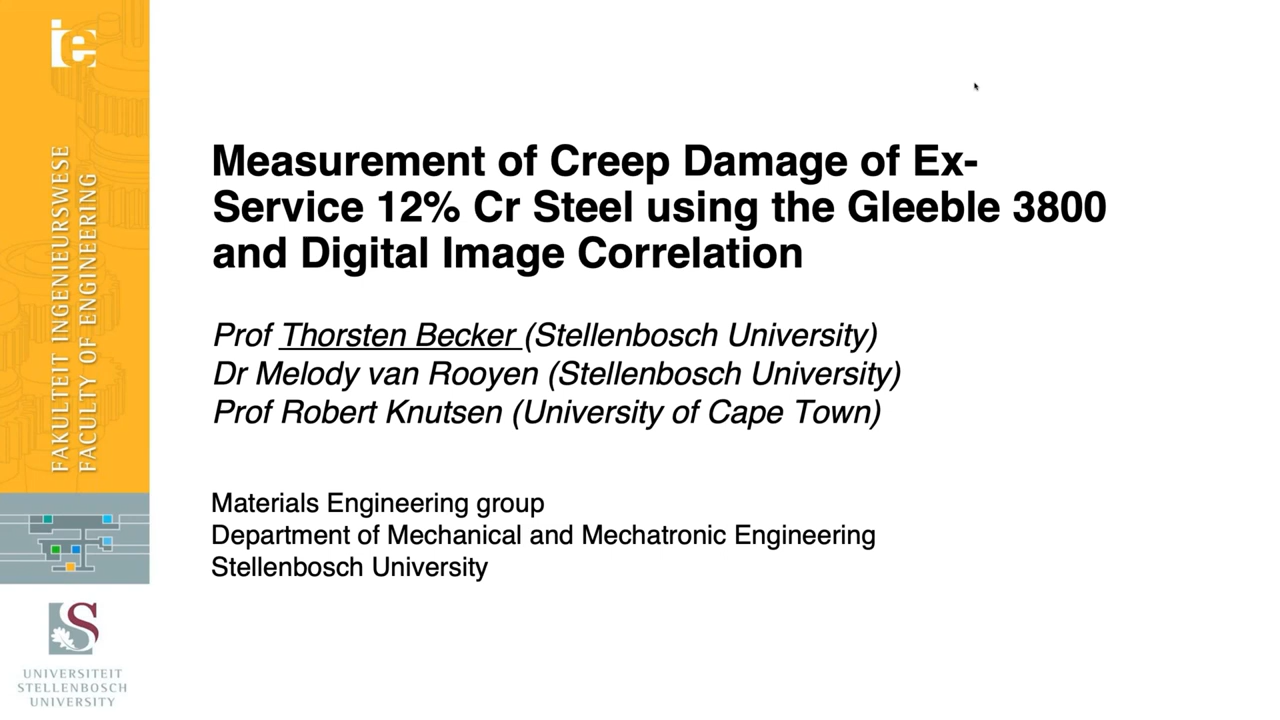 ie
FAKULTEIT INGENIEURSWESE
FACULTY OF ENGINEERING
Measurement of Creep Damage of Ex-
Service 12% Cr Steel using the Gleeble 3800
and Digital Image Correlation
Prof Thorsten Becker (Stellenbosch University)
Dr Melody van Rooyen (Stellenbosch University)
Prof Robert Knutsen (University of Cape Town)
Materials Engineering group
Department of Mechanical and Mechatronic Engineering
Stellenbosch University
S
UNIVERSITEIT
STELLENBOSCH
UNIVERSITY